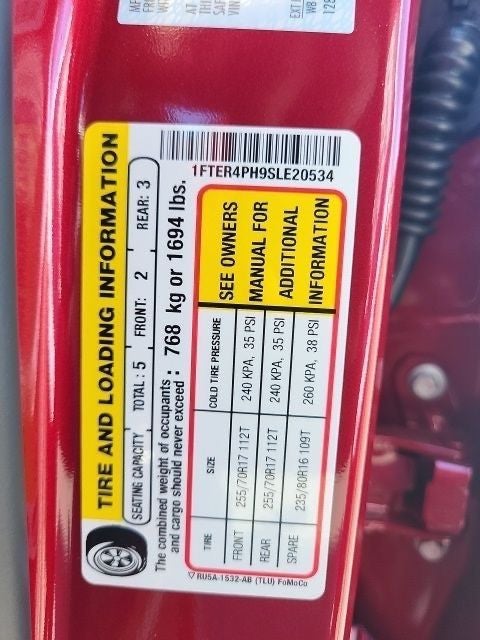 1FTER4PH9SLE20534
TIRE AND LOADING INFORMATION
SEATING CAPACITY TOTAL : 5 FRONT: 2 REAR: 3
The combined weight of occupants
and cargo should never exceed : 768 kg or 1694 lbs.
TIRE SIZE COLD TIRE PRESSURE
FRONT 255/70R17 112T 240 KPA, 35 PSI
REAR 255/70R17 112T 240 KPA, 35 PSI
SPARE 235/80R16 109T 260 KPA, 38 PSI
SEE OWNERS
MANUAL FOR
ADDITIONAL
INFORMATION
RU5A-1532-AB (TLU) FoMoCo